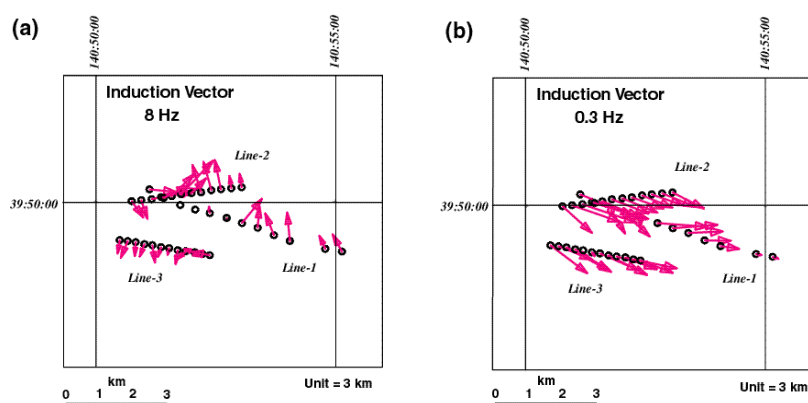 (a)
140:50:00
140:55:00
Induction Vector
8 Hz
Line-2
39:50:00
Line-3
Line-1
km
0 1 2 3
Unit = 3 km
(b)
140:50:00
140:55:00
Induction Vector
0.3 Hz
Line-2
39:50:00
Line-3
Line-1
km
0 1 2 3
Unit = 3 km